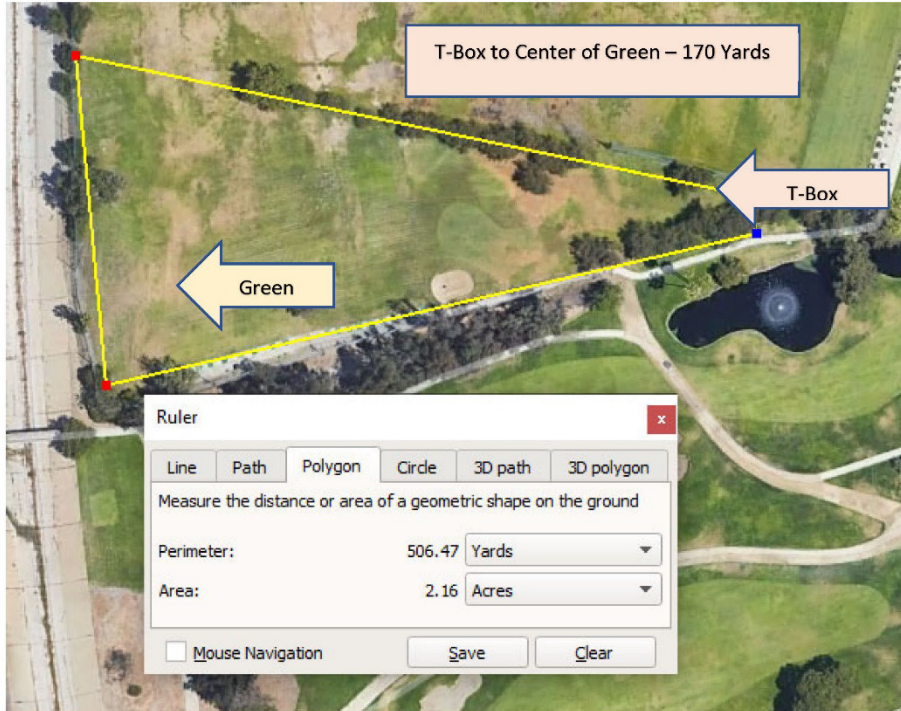 T-Box to Center of Green – 170 Yards
T-Box
Green
Ruler
x
Line Path Polygon Circle 3D path 3D polygon
Measure the distance or area of a geometric shape on the ground
Perimeter: 506.47 Yards
Area: 2.16 Acres
Mouse Navigation Save Clear